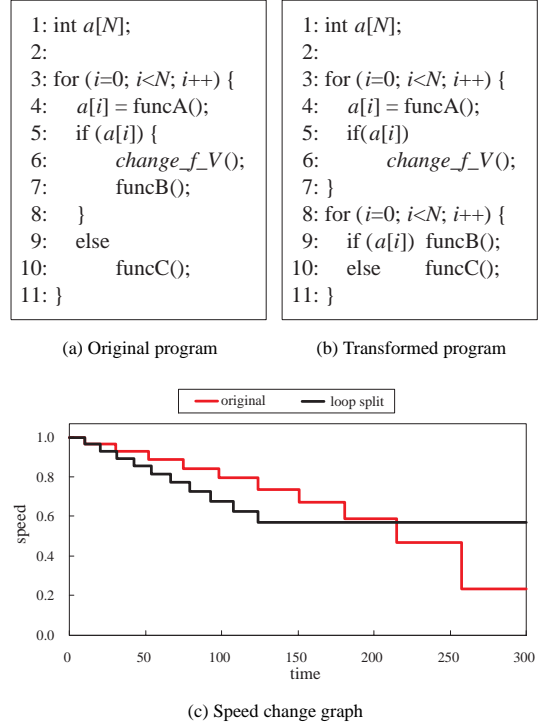 1: int a[N];
2:
3: for (i=0; i<N; i++) {
4: a[i] = funcA();
5: if (a[i]) {
6: change_f_V();
7: funcB();
8: }
9: else
10: funcC();
11: }
(a) Original program
1: int a[N];
2:
3: for (i=0; i<N; i++) {
4: a[i] = funcA();
5: if(a[i])
6: change_f_V();
7: }
8: for (i=0; i<N; i++) {
9: if (a[i]) funcB();
10: else funcC();
11: }
(b) Transformed program
original loop split
1.0
0.8
0.6
0.4
0.2
0.0
speed
0 50 100 150 200 250 300
time
(c) Speed change graph